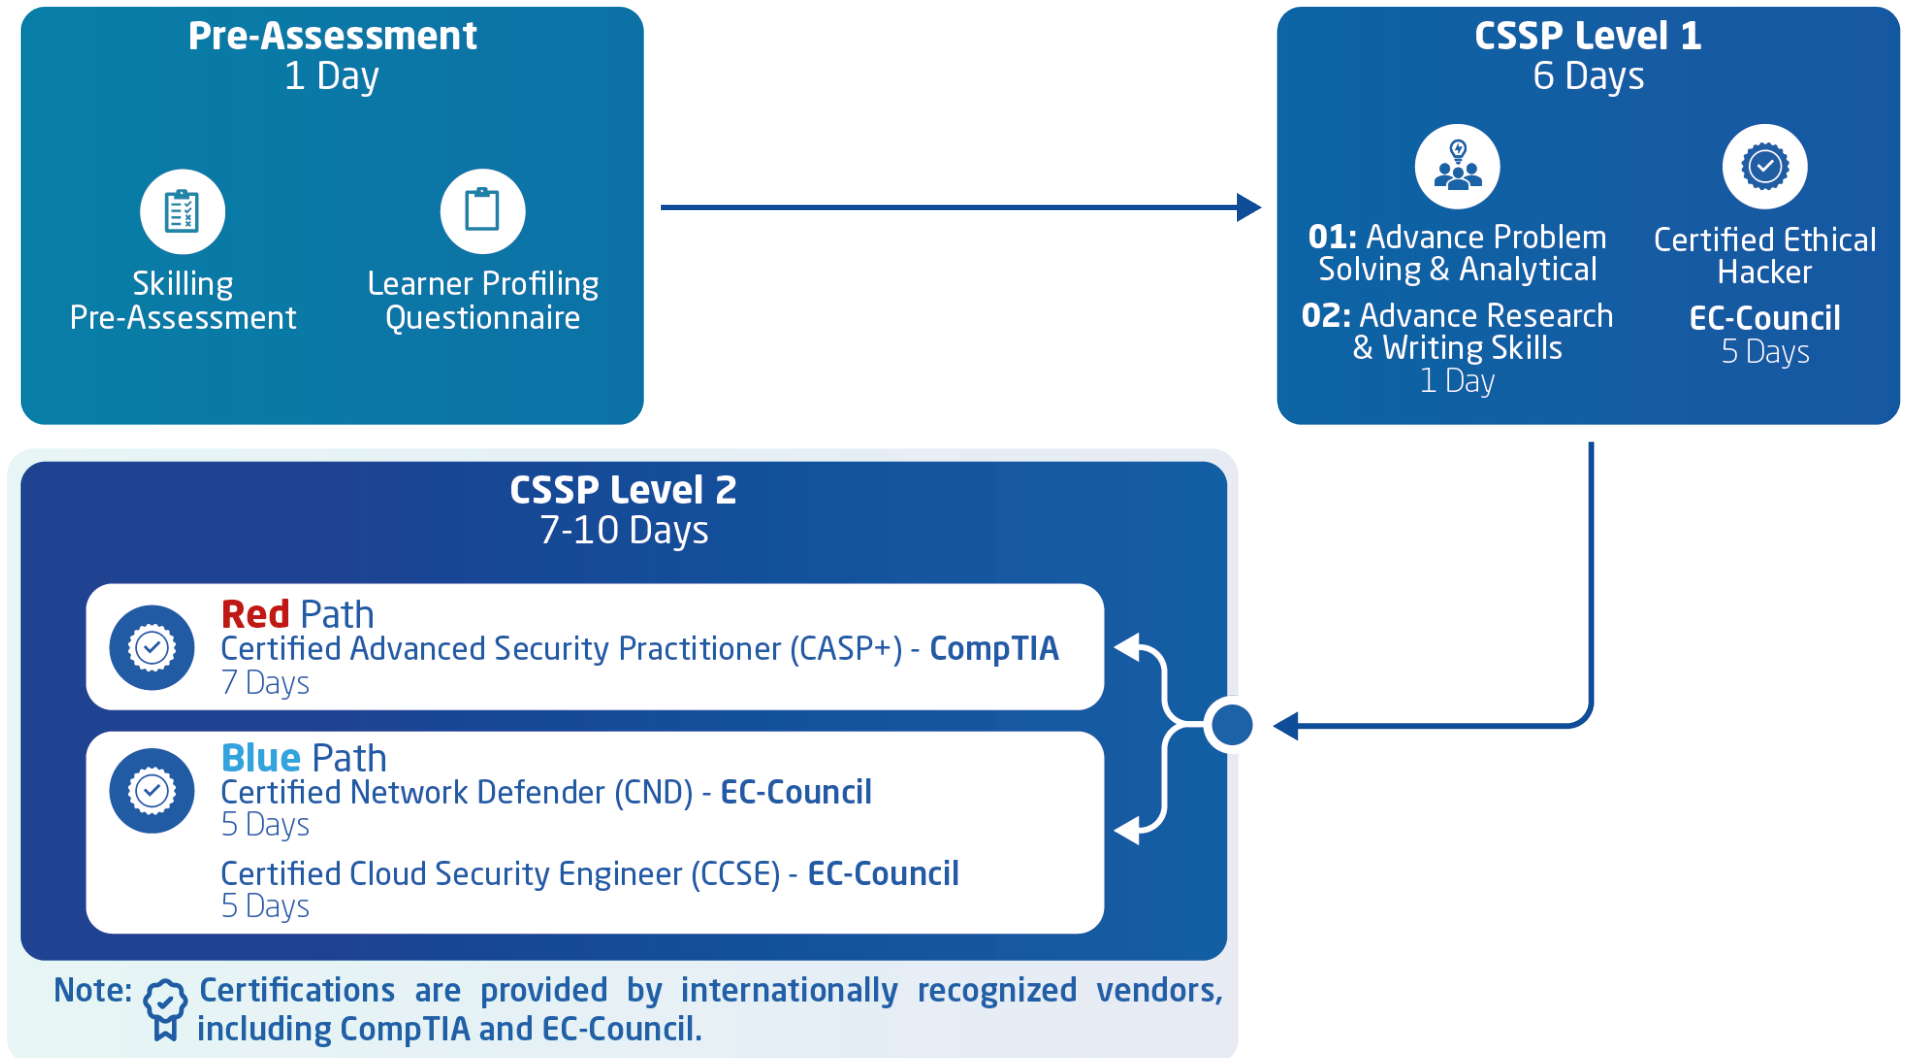 Pre-Assessment
1 Day
Skilling
Pre-Assessment
Learner Profiling
Questionnaire
CSSP Level 1
6 Days
01: Advance Problem
Solving & Analytical
02: Advance Research
& Writing Skills
1 Day
Certified Ethical
Hacker
EC-Council
5 Days
CSSP Level 2
7-10 Days
Red Path
Certified Advanced Security Practitioner (CASP+) - CompTIA
7 Days
Blue Path
Certified Network Defender (CND) - EC-Council
5 Days
Certified Cloud Security Engineer (CCSE) - EC-Council
5 Days
Note: Certifications are provided by internationally recognized vendors,
including CompTIA and EC-Council.